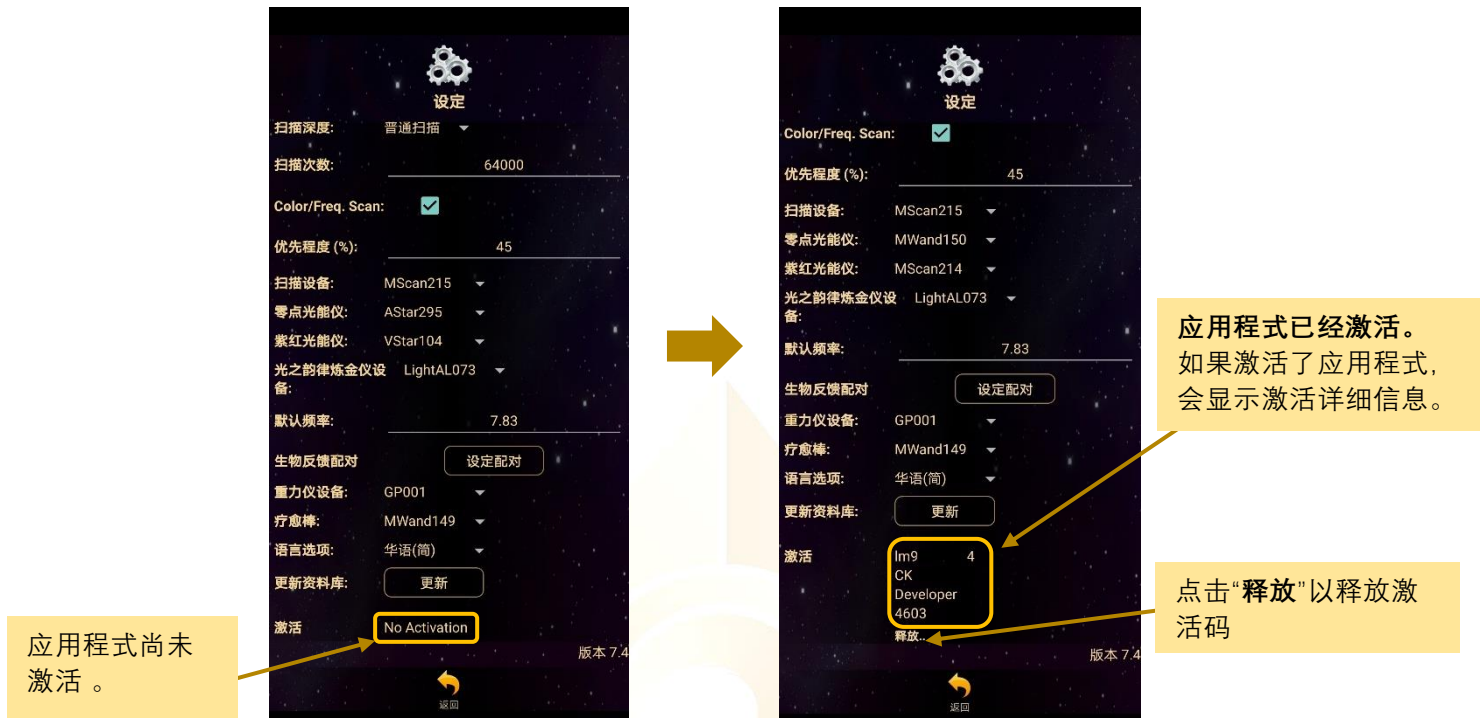 设定
扫描深度: 普通扫描
扫描次数: 64000
Color/Freq. Scan:
优先程度 (%): 45
扫描设备: MScan215
零点光能仪: AStar295
紫红光能仪: VStar104
光之韵律炼金仪设 LightAL073
备:
默认频率: 7.83
生物反馈配对 设定配对
重力仪设备: GP001
疗愈棒: MWand149
语言选项: 华语(简)
更新资料库: 更新
激活 No Activation
版本 7.4
返回
应用程式尚未
激活 。
设定
Color/Freq. Scan:
优先程度 (%): 45
扫描设备: MScan215
零点光能仪: MWand150
紫红光能仪: MScan214
光之韵律炼金仪设 LightAL073
备:
默认频率: 7.83
生物反馈配对 设定配对
重力仪设备: GP001
疗愈棒: MWand149
语言选项: 华语(简)
更新资料库: 更新
激活 lm9 4
CK
Developer
4603
释放..
版本 7.4
返回
应用程式已经激活。
如果激活了应用程式,
会显示激活详细信息。
点击“释放”以释放激
活码